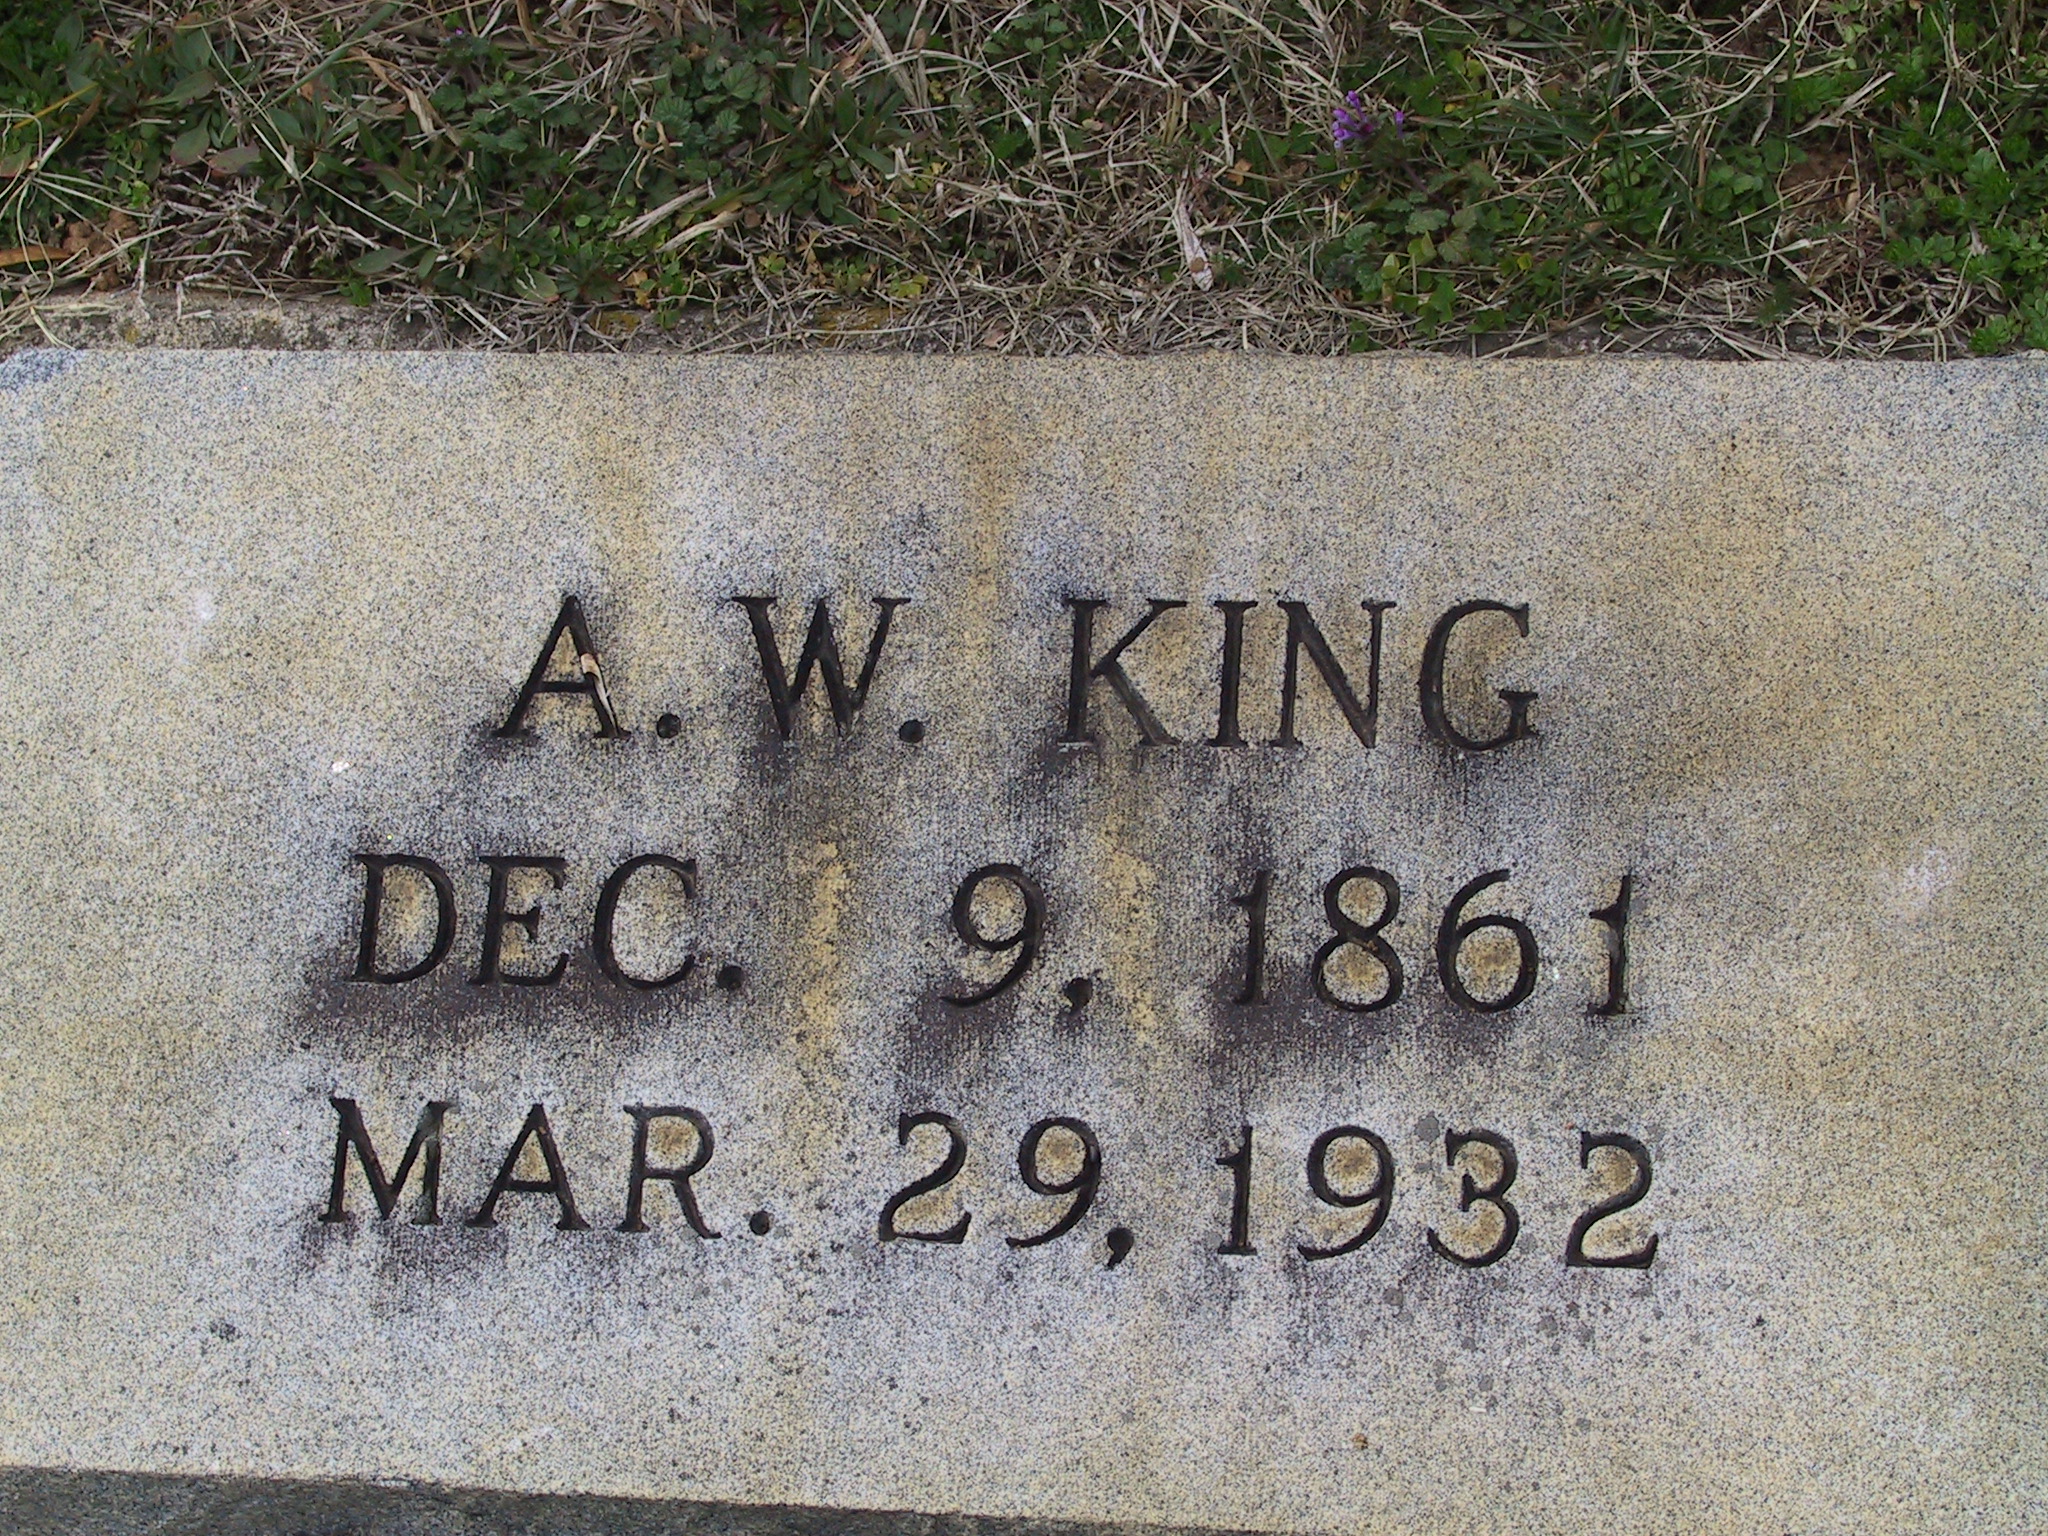 A. W. KING
DEC. 9, 1861
MAR. 29, 1932